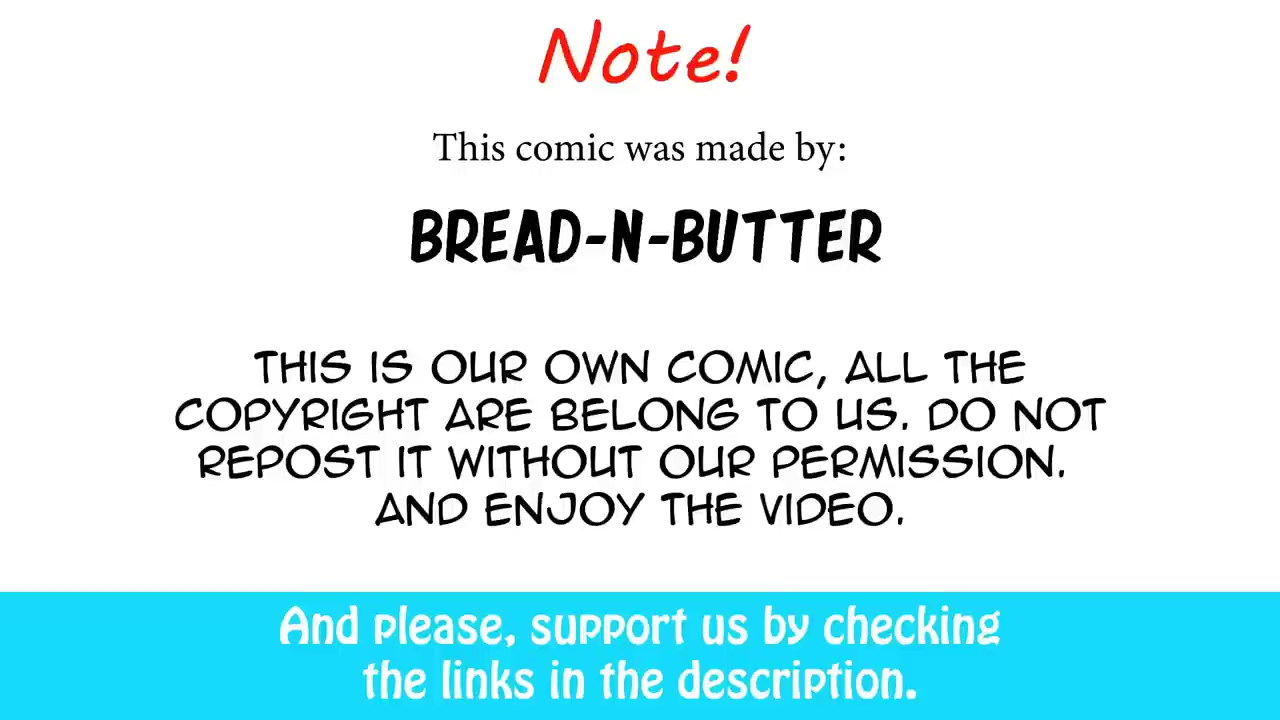 Note!
This comic was made by:
BREAD-N-BUTTER
THIS IS OUR OWN COMIC, ALL THE
COPYRIGHT ARE BELONG TO US. DO NOT
REPOST IT WITHOUT OUR PERMISSION.
AND ENJOY THE VIDEO.
And please, support us by checking
the links in the description.